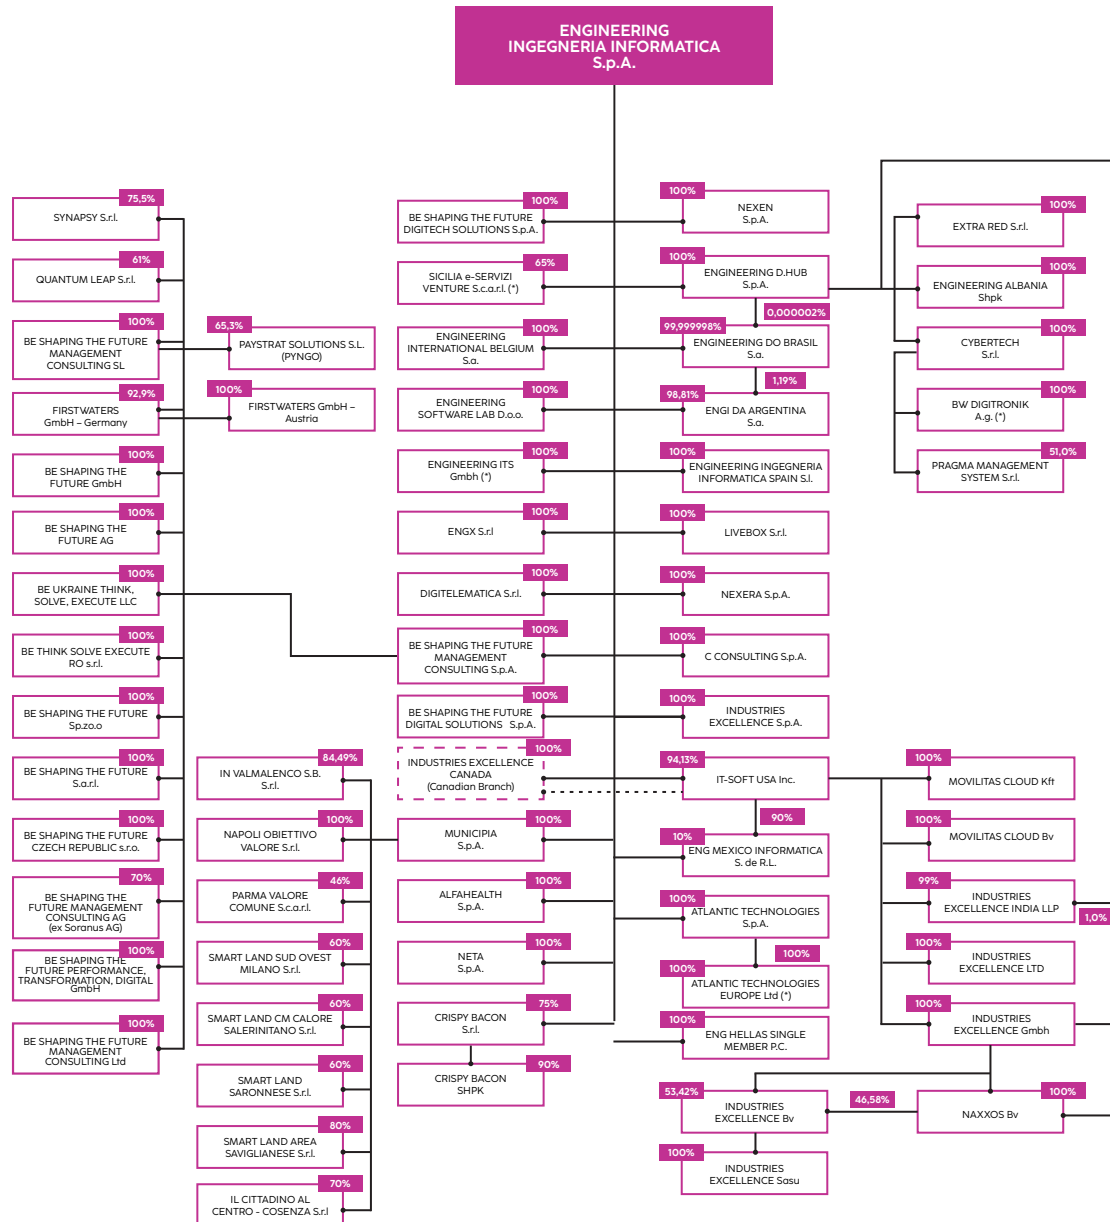 ENGINEERING
INGEGNERIA INFORMATICA
S.p.A.
75,5%
SYNAPSY S.r.l.
61%
QUANTUM LEAP S.r.l.
100%
BE SHAPING THE FUTURE
MANAGEMENT
CONSULTING SL
65,3%
PAYSTRAT SOLUTIONS S.L.
(PYNGO)
92,9%
FIRSTWATERS
GmbH – Germany
100%
FIRSTWATERS GmbH –
Austria
100%
BE SHAPING THE
FUTURE GmbH
100%
BE SHAPING THE
FUTURE AG
100%
BE UKRAINE THINK,
SOLVE, EXECUTE LLC
100%
BE THINK SOLVE EXECUTE
RO s.r.l.
100%
BE SHAPING THE FUTURE
Sp.zo.o
100%
BE SHAPING THE FUTURE
S.a.r.l.
100%
BE SHAPING THE FUTURE
CZECH REPUBLIC s.r.o.
70%
BE SHAPING THE
FUTURE MANAGEMENT
CONSULTING AG
(ex Soranus AG)
100%
BE SHAPING THE
FUTURE PERFORMANCE,
TRANSFORMATION, DIGITAL
GmbH
100%
BE SHAPING THE FUTURE
MANAGEMENT
CONSULTING Ltd
84,49%
IN VALMALENCO S.B.
S.r.l.
100%
NAPOLI OBIETTIVO
VALORE S.r.l.
46%
PARMA VALORE
COMUNE S.c.a.r.l.
60%
SMART LAND SUD OVEST
MILANO S.r.l.
60%
SMART LAND CM CALORE
SALERINITANO S.r.l.
60%
SMART LAND
SARONNESE S.r.l.
80%
SMART LAND AREA
SAVIGLIANESE S.r.l.
70%
IL CITTADINO AL
CENTRO - COSENZA S.r.l
100%
BE SHAPING THE FUTURE
DIGITECH SOLUTIONS S.p.A.
65%
SICILIA e-SERVIZI
VENTURE S.c.a.r.l. (*)
100%
ENGINEERING
INTERNATIONAL BELGIUM
S.a.
100%
ENGINEERING
SOFTWARE LAB D.o.o.
100%
ENGINEERING ITS
Gmbh (*)
100%
ENGX S.r.l
100%
DIGITELEMATICA S.r.l.
100%
BE SHAPING THE FUTURE
MANAGEMENT
CONSULTING S.p.A.
100%
BE SHAPING THE FUTURE
DIGITAL SOLUTIONS S.p.A.
100%
INDUSTRIES EXCELLENCE
CANADA
(Canadian Branch)
100%
MUNICIPIA
S.p.A.
100%
ALFAHEALTH
S.p.A.
100%
NETA
S.p.A.
75%
CRISPY BACON
S.r.l.
90%
CRISPY BACON
SHPK
100%
NEXEN
S.p.A.
100%
ENGINEERING D.HUB
S.p.A.
0,000002%
99,999998%
ENGINEERING DO BRASIL
S.a.
1,19%
98,81%
ENGI DA ARGENTINA
S.a.
100%
ENGINEERING INGEGNERIA
INFORMATICA SPAIN S.l.
100%
LIVEBOX S.r.l.
100%
NEXERA S.p.A.
100%
C CONSULTING S.p.A.
100%
INDUSTRIES
EXCELLENCE S.p.A.
94,13%
IT-SOFT USA Inc.
90%
10%
ENG MEXICO INFORMATICA
S. de R.L.
100%
ATLANTIC TECHNOLOGIES
S.p.A.
100%
100%
ATLANTIC TECHNOLOGIES
EUROPE Ltd (*)
100%
ENG HELLAS SINGLE
MEMBER P.C.
53,42%
INDUSTRIES
EXCELLENCE Bv
46,58%
100%
INDUSTRIES
EXCELLENCE Sasu
100%
EXTRA RED S.r.l.
100%
ENGINEERING ALBANIA
Shpk
100%
CYBERTECH
S.r.l.
100%
BW DIGITRONIK
A.g. (*)
51,0%
PRAGMA MANAGEMENT
SYSTEM S.r.l.
100%
MOVILITAS CLOUD Kft
100%
MOVILITAS CLOUD Bv
99%
INDUSTRIES
EXCELLENCE INDIA LLP
1,0%
100%
INDUSTRIES
EXCELLENCE LTD
100%
INDUSTRIES
EXCELLENCE Gmbh
100%
NAXXOS Bv